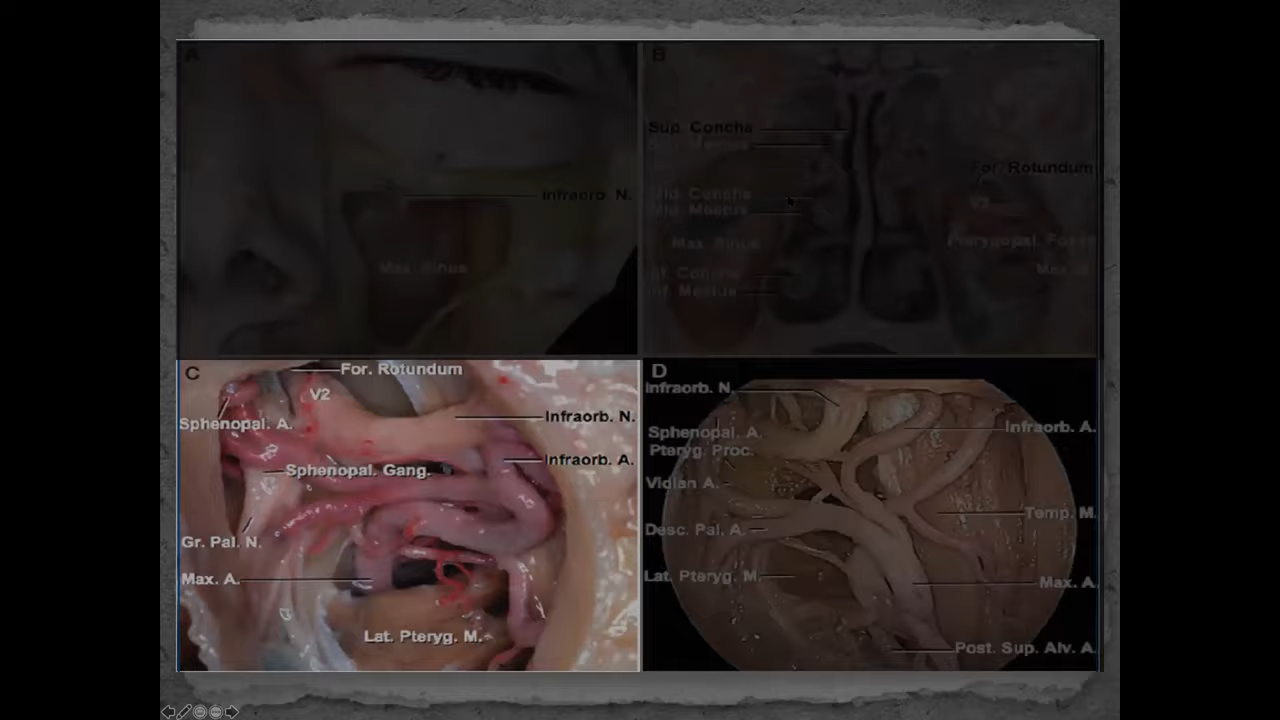 A
Infraorb. N.
Max. Sinus
B
Sup. Concha
Sup. Meatus
Mid. Concha
Mid. Meatus
Max. Sinus
Inf. Concha
Inf. Meatus
For. Rotundum
V2
Pterygopal. Fossa
C
For. Rotundum
V2
Sphenopal. A.
Infraorb. N.
Infraorb. A.
Sphenopal. Gang.
Gr. Pal. N.
Max. A.
Lat. Pteryg. M.
D
Infraorb. N.
Sphenopal. A.
Pteryg. Proc.
Vidian A.
Desc. Pal. A.
Lat. Pteryg. M.
Infraorb. A.
Temp. M.
Max. A.
Post. Sup. Alv. A.